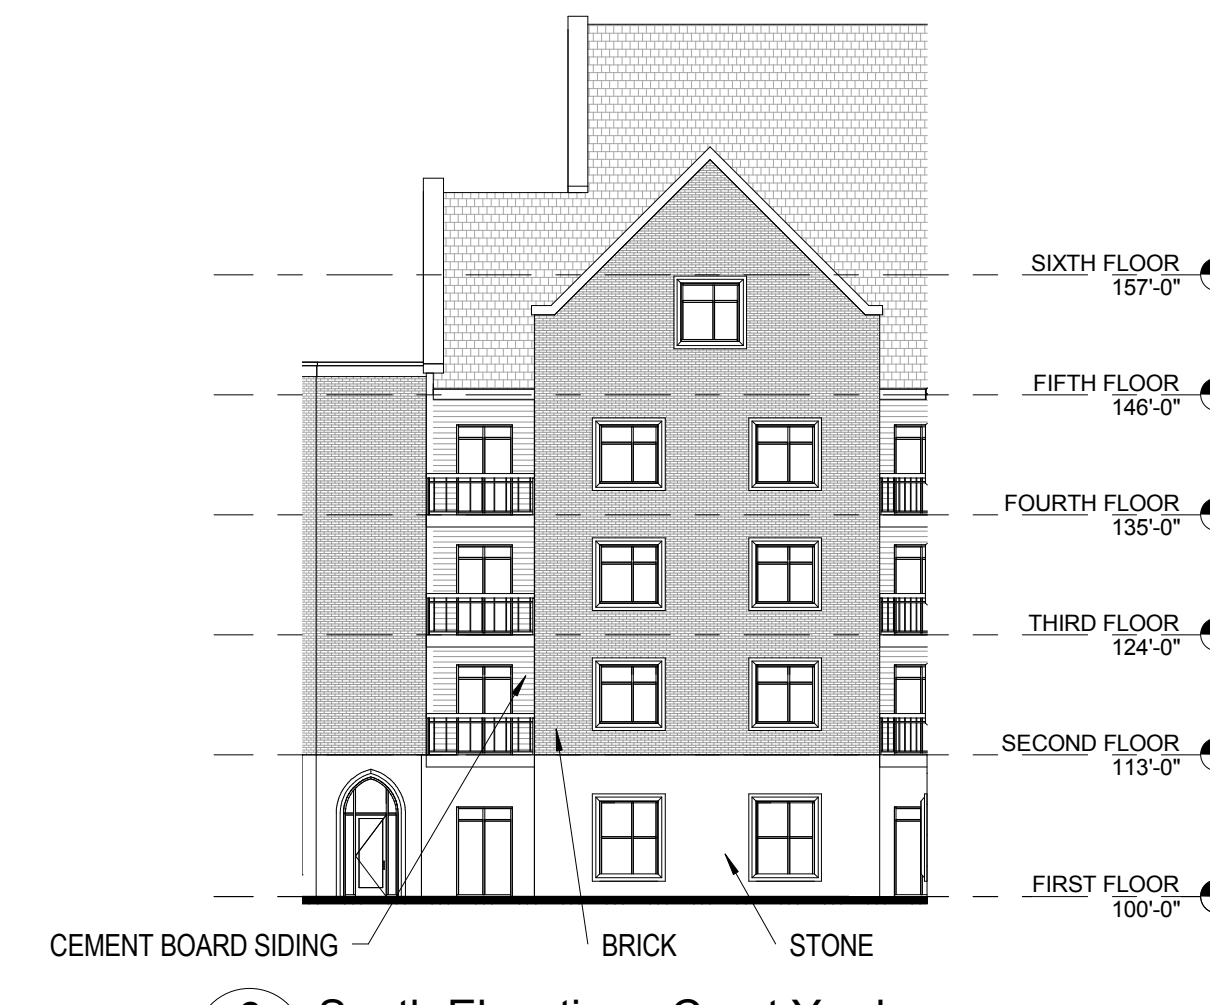 SIXTH FLOOR
157'-0"
FIFTH FLOOR
146'-0"
FOURTH FLOOR
135'-0"
THIRD FLOOR
124'-0"
SECOND FLOOR
113'-0"
FIRST FLOOR
100'-0"
CEMENT BOARD SIDING
BRICK
STONE